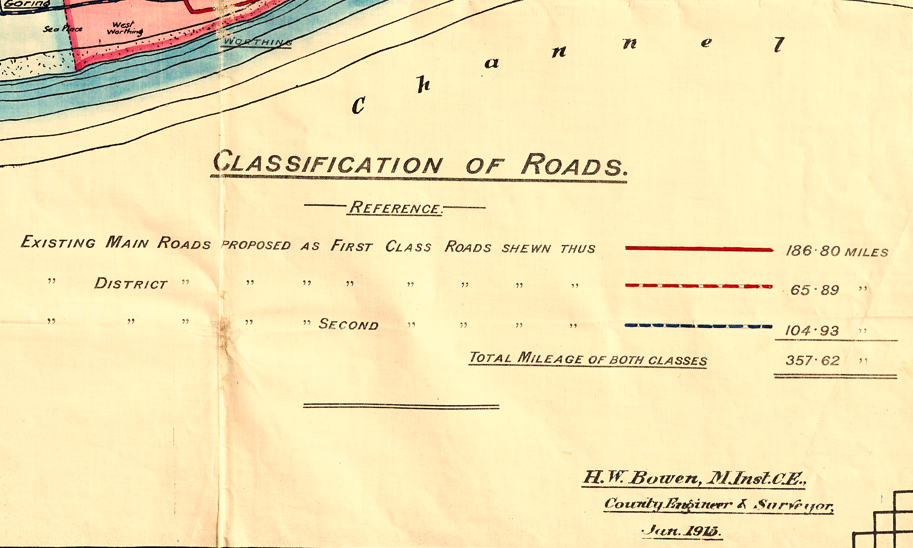 Goring
Sea Place
West
Worthing
WORTHING
Channel
CLASSIFICATION OF ROADS.
REFERENCE.
EXISTING MAIN ROADS PROPOSED AS FIRST CLASS ROADS SHEWN THUS 186·80 MILES
" DISTRICT " " " " " " " " 65·89 "
" " " " " SECOND " " " " 104·93 "
TOTAL MILEAGE OF BOTH CLASSES 357·62 "
H.W. Bowen, M.Inst.C.E.,
County Engineer & Surveyor,
Jan. 1915.